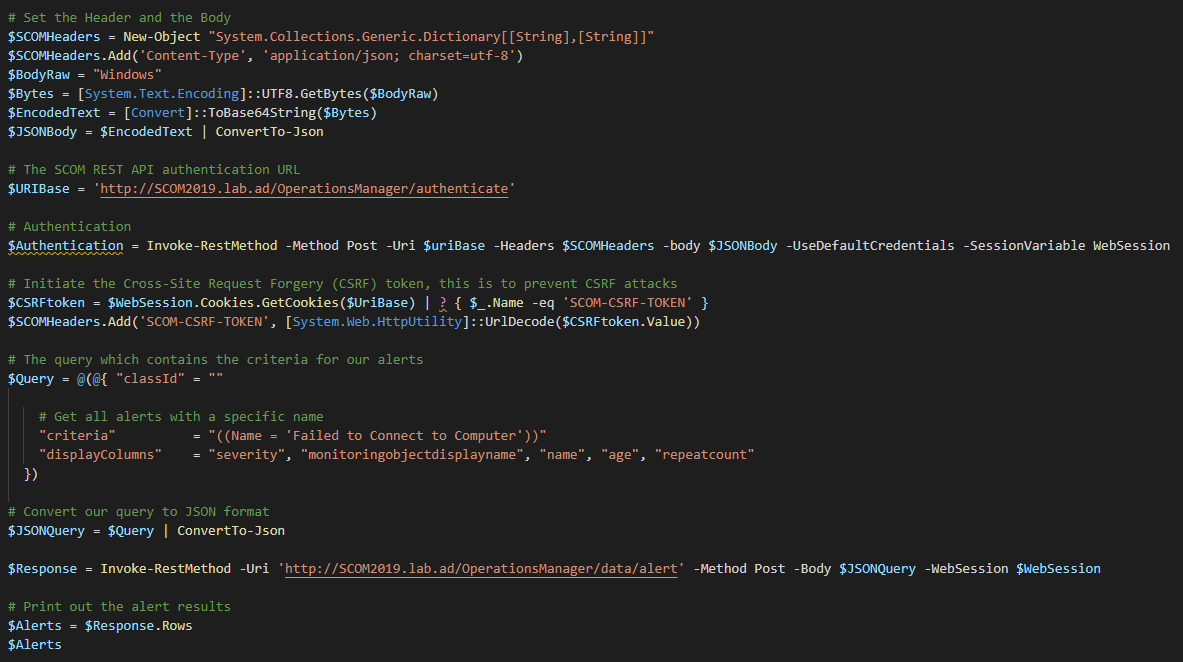 # Set the Header and the Body
$SCOMHeaders = New-Object "System.Collections.Generic.Dictionary[[String],[String]]"
$SCOMHeaders.Add('Content-Type', 'application/json; charset=utf-8')
$BodyRaw = "Windows"
$Bytes = [System.Text.Encoding]::UTF8.GetBytes($BodyRaw)
$EncodedText = [Convert]::ToBase64String($Bytes)
$JSONBody = $EncodedText | ConvertTo-Json
# The SCOM REST API authentication URL
$URIBase = 'http://SCOM2019.lab.ad/OperationsManager/authenticate'
# Authentication
$Authentication = Invoke-RestMethod -Method Post -Uri $uriBase -Headers $SCOMHeaders -body $JSONBody -UseDefaultCredentials -SessionVariable WebSession
# Initiate the Cross-Site Request Forgery (CSRF) token, this is to prevent CSRF attacks
$CSRFtoken = $WebSession.Cookies.GetCookies($UriBase) | ? { $_.Name -eq 'SCOM-CSRF-TOKEN' }
$SCOMHeaders.Add('SCOM-CSRF-TOKEN', [System.Web.HttpUtility]::UrlDecode($CSRFtoken.Value))
# The query which contains the criteria for our alerts
$Query = @(@{ "classId" = ""
# Get all alerts with a specific name
"criteria" = "((Name = 'Failed to Connect to Computer'))"
"displayColumns" = "severity", "monitoringobjectdisplayname", "name", "age", "repeatcount"
})
# Convert our query to JSON format
$JSONQuery = $Query | ConvertTo-Json
$Response = Invoke-RestMethod -Uri 'http://SCOM2019.lab.ad/OperationsManager/data/alert' -Method Post -Body $JSONQuery -WebSession $WebSession
# Print out the alert results
$Alerts = $Response.Rows
$Alerts